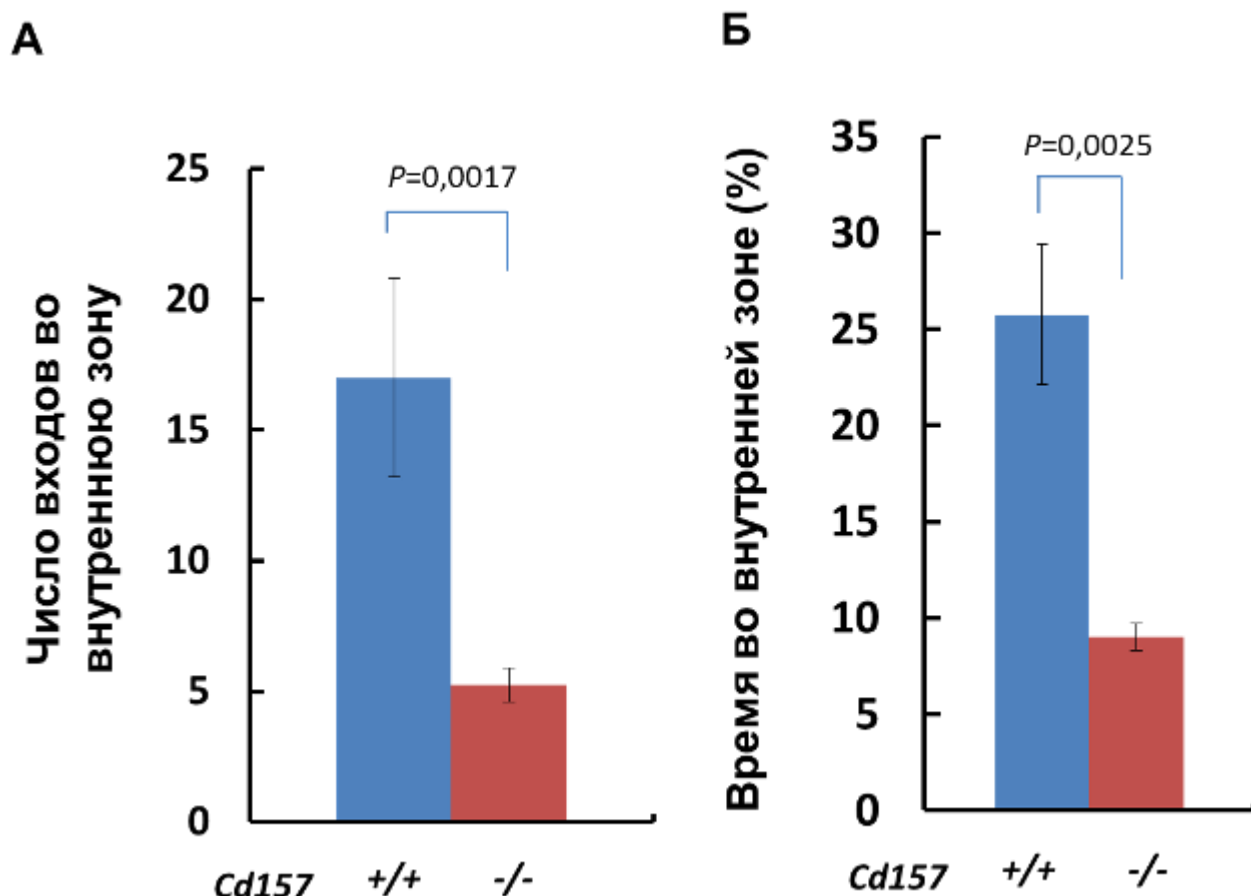 А
Число входов во
внутреннюю зону
25
20
15
10
5
0
P=0,0017
Cd157 +/+ -/-
Б
Время во внутренней зоне (%)
35
30
25
20
15
10
5
0
P=0,0025
Cd157 +/+ -/-